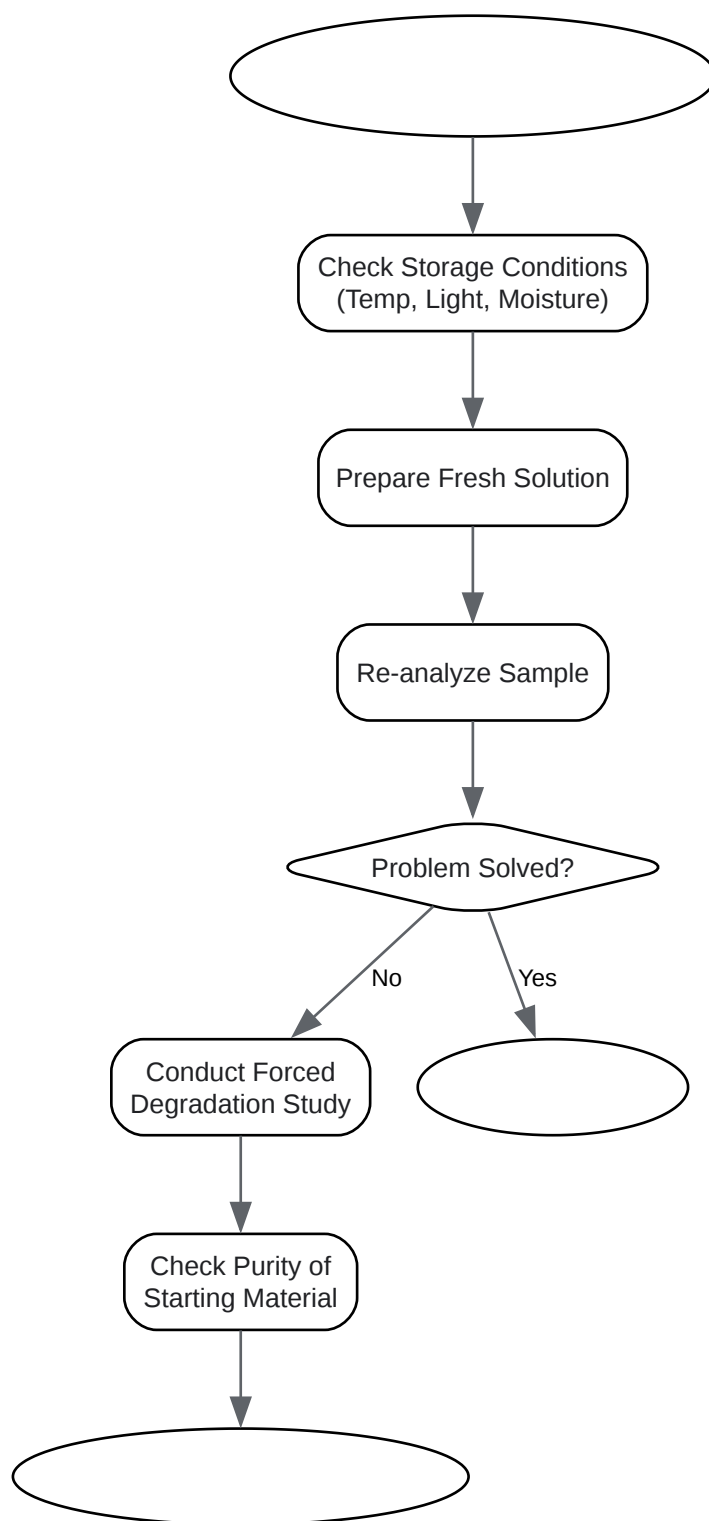 Check Storage Conditions
(Temp, Light, Moisture)
Prepare Fresh Solution
Re-analyze Sample
Problem Solved?
No
Yes
Conduct Forced
Degradation Study
Check Purity of
Starting Material